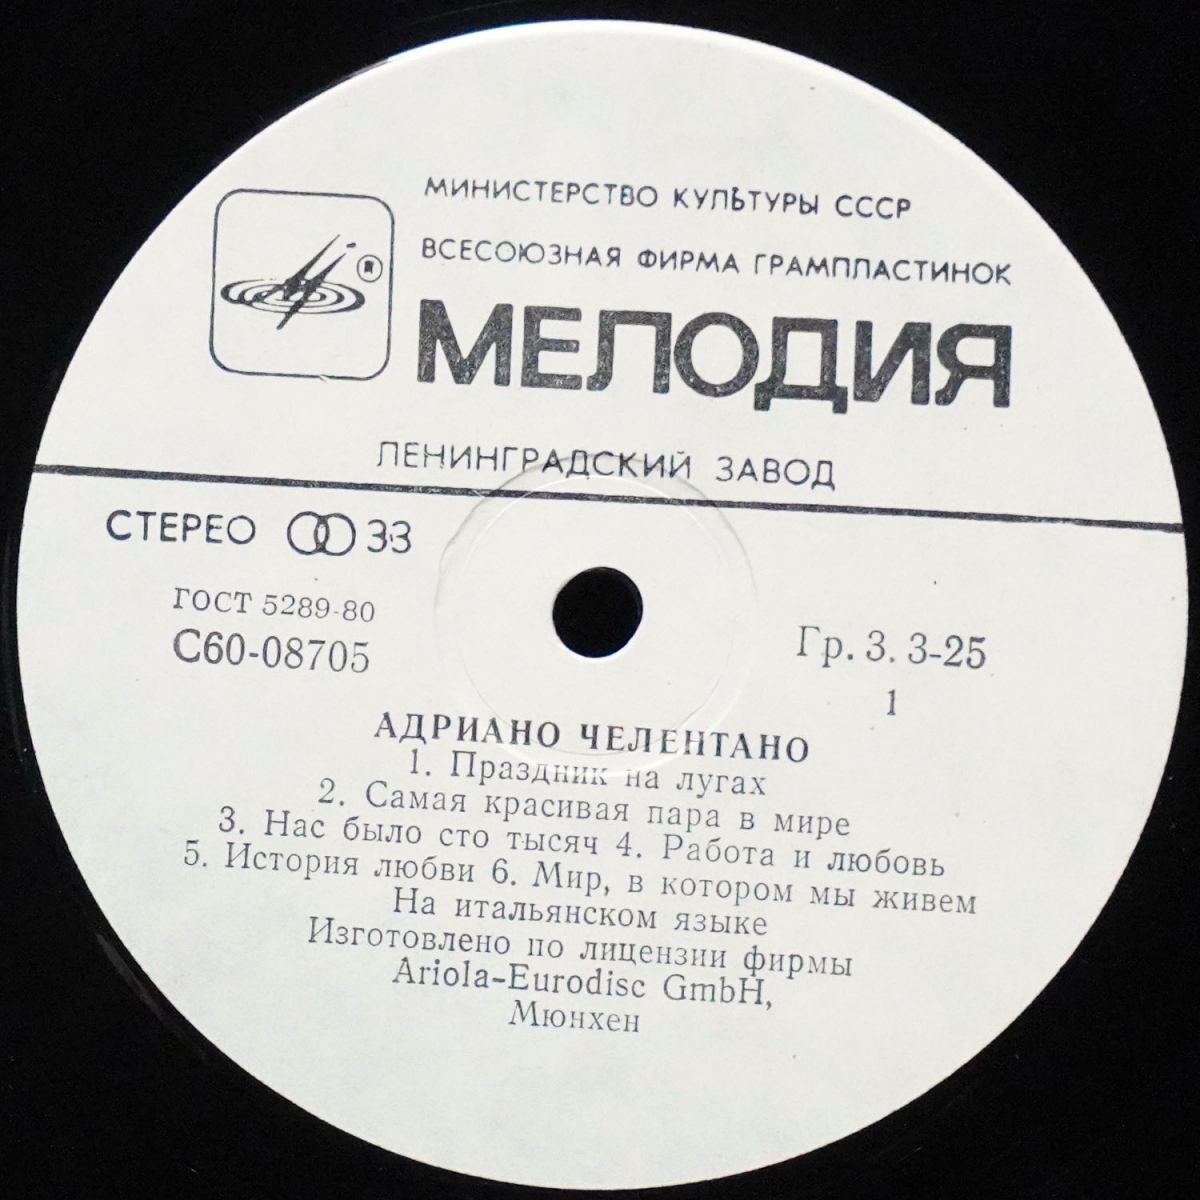 МИНИСТЕРСТВО КУЛЬТУРЫ СССР
ВСЕСОЮЗНАЯ ФИРМА ГРАМПЛАСТИНОК
МЕЛОДИЯ
ЛЕНИНГРАДСКИЙ ЗАВОД
СТЕРЕО 33
ГОСТ 5289-80
С60-08705
Гр. 3. 3-25
1
АДРИАНО ЧЕЛЕНТАНО
1. Праздник на лугах
2. Самая красивая пара в мире
3. Нас было сто тысяч 4. Работа и любовь
5. История любви 6. Мир, в котором мы живем
На итальянском языке
Изготовлено по лицензии фирмы
Ariola-Eurodisc GmbH,
Мюнхен